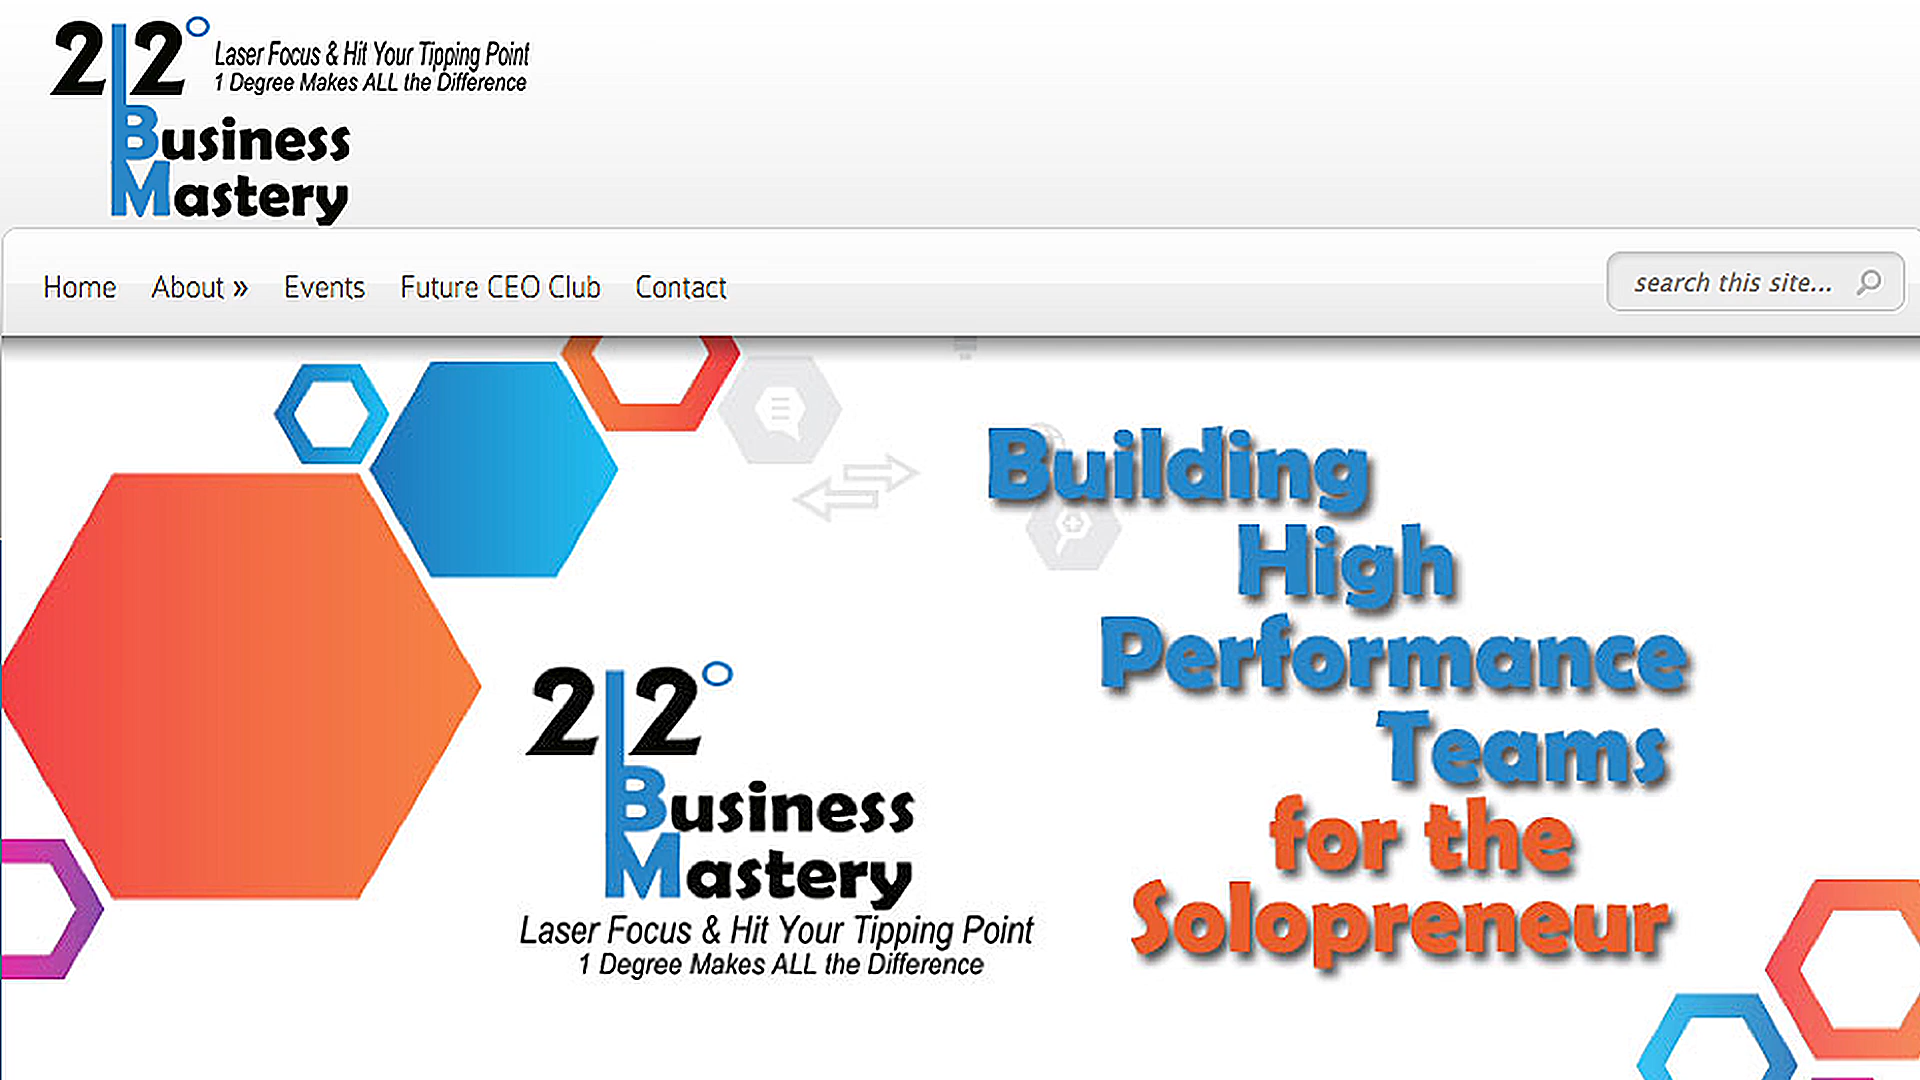 212°
Laser Focus & Hit Your Tipping Point
1 Degree Makes ALL the Difference
Business
Mastery
Home About » Events Future CEO Club Contact
search this site...
212°
Business
Mastery
Laser Focus & Hit Your Tipping Point
1 Degree Makes ALL the Difference
Building
High
Performance
Teams
for the
Solopreneur